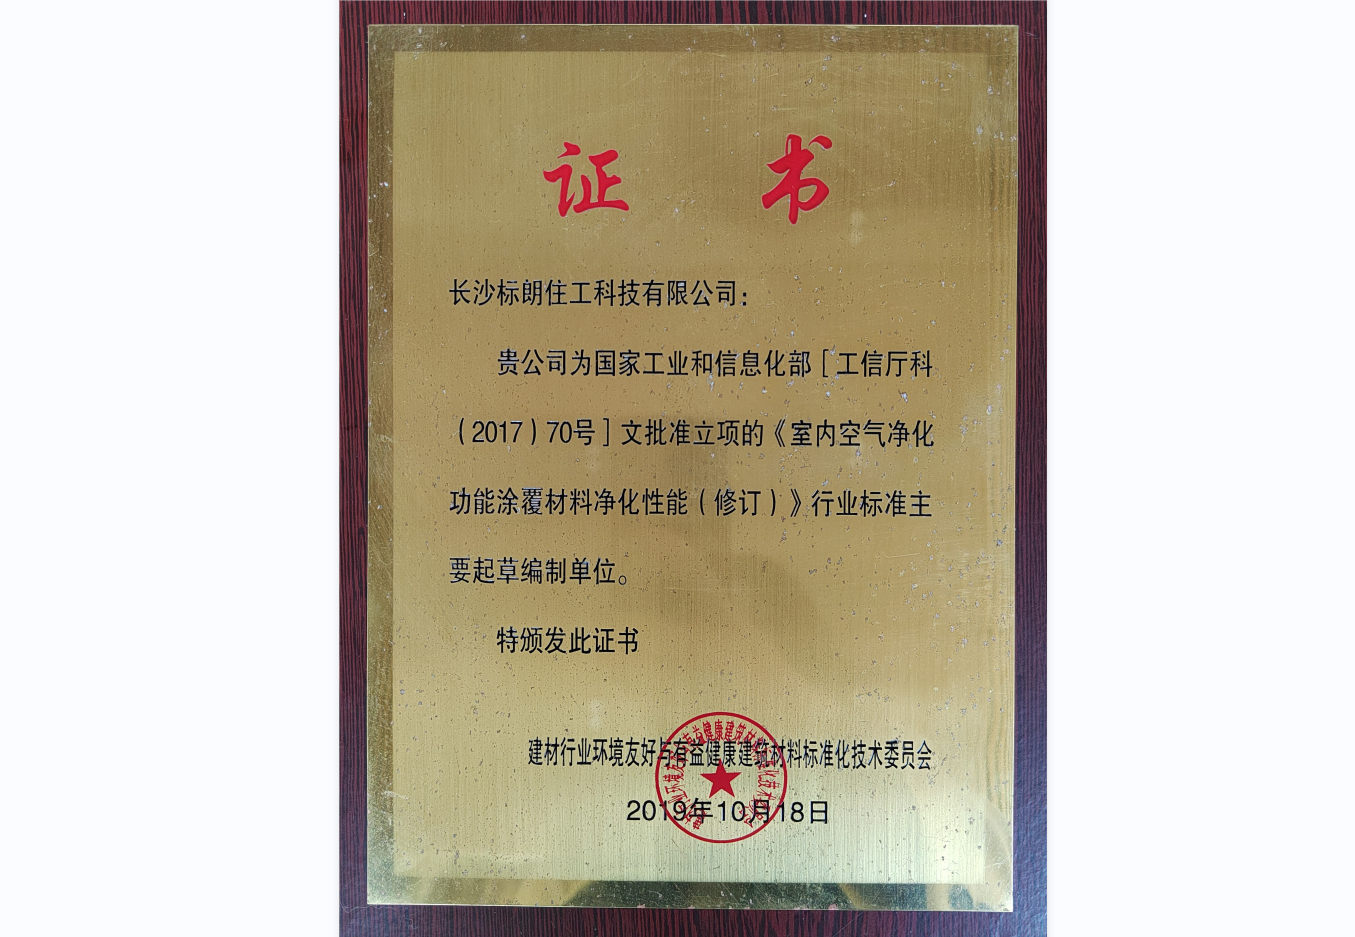 证 书
长沙标朗住工科技有限公司：
贵公司为国家工业和信息化部［工信厅科
（2017）70号］文批准立项的《室内空气净化
功能涂覆材料净化性能（修订）》行业标准主
要起草编制单位。
特颁发此证书
建材行业环境友好与有益健康建筑材料标准化技术委员会
2019年10月18日